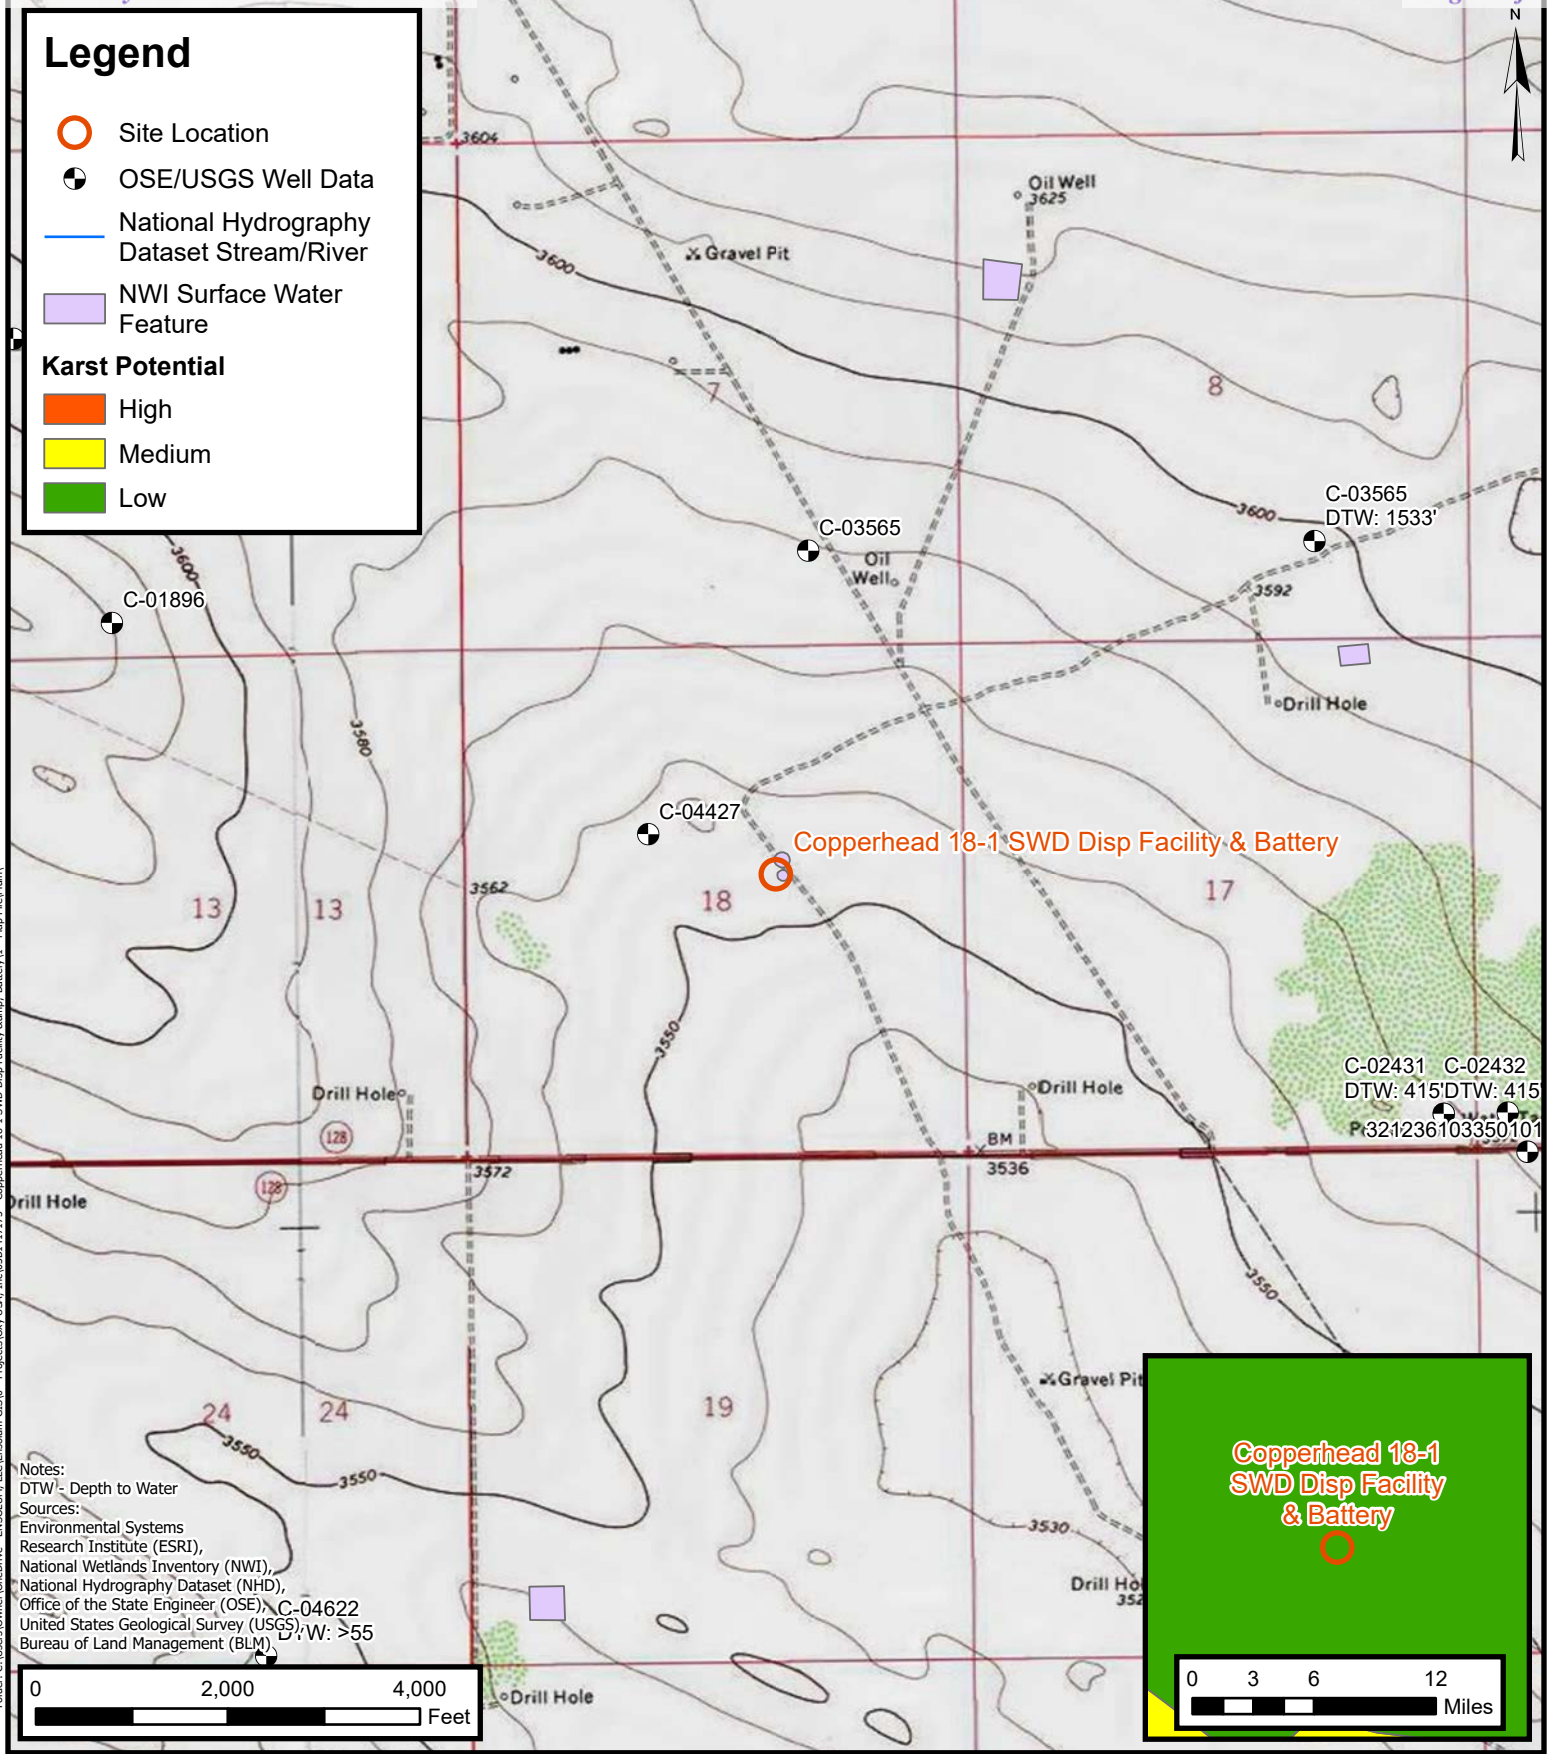 N
Legend
Site Location
OSE/USGS Well Data
National Hydrography
Dataset Stream/River
NWI Surface Water
Feature
Karst Potential
High
Medium
Low
3604
Oil Well
3625
Gravel Pit
3600
7
8
C-03565
DTW: 1533'
3600
C-03565
Oil
Well
3592
3600
C-01896
Drill Hole
3580
C-04427
Copperhead 18-1 SWD Disp Facility & Battery
3562
13
13
18
17
3550
C-02431
DTW: 415'
C-02432
DTW: 415'
321236103350101
Drill Hole
Drill Hole
128
BM
3536
3572
128
Drill Hole
3550
Gravel Pit
24
24
19
3550
3550
3530
Drill Ho
352
Notes:
DTW - Depth to Water
Sources:
Environmental Systems
Research Institute (ESRI),
National Wetlands Inventory (NWI),
National Hydrography Dataset (NHD),
Office of the State Engineer (OSE),
United States Geological Survey (USGS)
Bureau of Land Management (BLM)
C-04622
DTW: >55
Drill Hole
0 2,000 4,000
Feet
Copperhead 18-1
SWD Disp Facility
& Battery
0 3 6 12
Miles